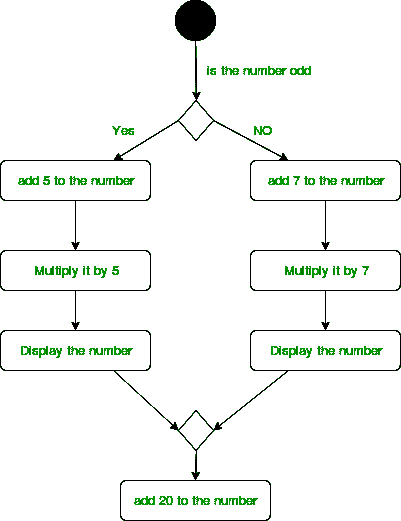 is the number odd
Yes
NO
add 5 to the number
add 7 to the number
Multiply it by 5
Multiply it by 7
Display the number
Display the number
add 20 to the number